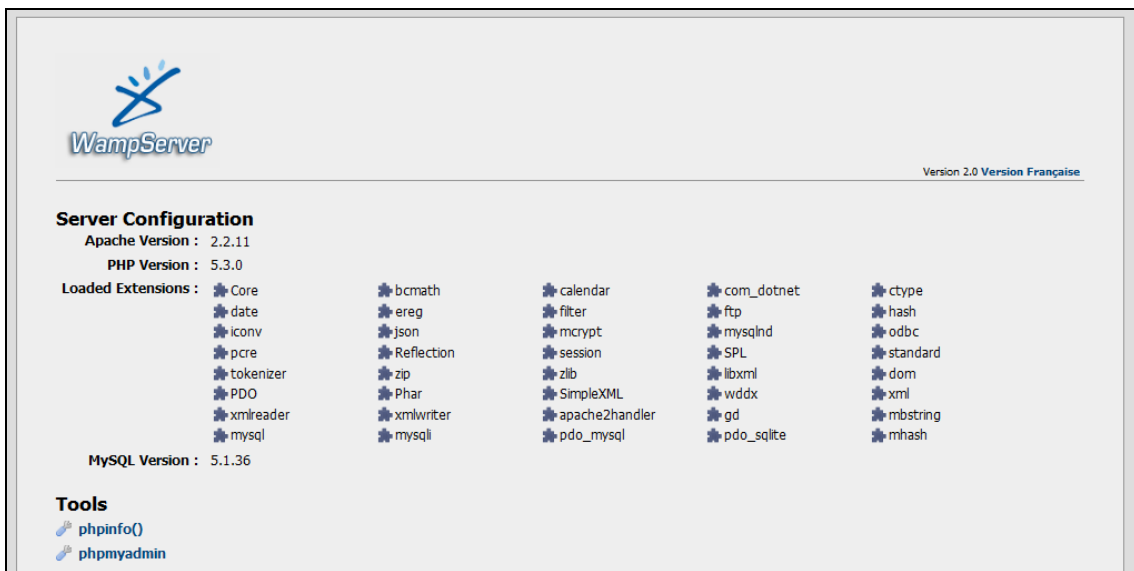 WampServer
Version 2.0 Version Française
Server Configuration
Apache Version : 2.2.11
PHP Version : 5.3.0
Loaded Extensions : Core bcmath calendar com_dotnet ctype
date ereg filter ftp hash
iconv json mcrypt mysqlnd odbc
pcre Reflection session SPL standard
tokenizer zip zlib libxml dom
PDO Phar SimpleXML wddx xml
xmlreader xmlwriter apache2handler gd mbstring
mysql mysqli pdo_mysql pdo_sqlite mhash
MySQL Version : 5.1.36
Tools
phpinfo()
phpmyadmin